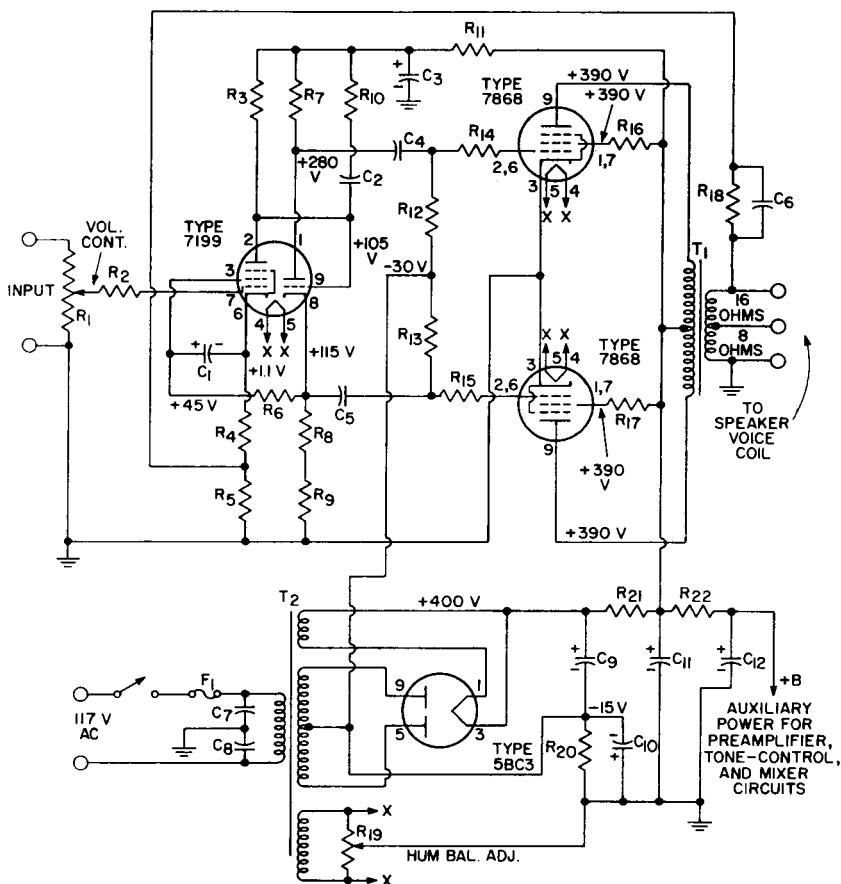 R11
C3
TYPE
7868
+390 V
+390 V
9
R3
R7
R10
C4
R14
R16
2,6
1,7
3
5
4
X
X
+280
V
C2
R12
R18
C6
T1
VOL.
CONT.
TYPE
7199
2
1
+105
V
-30 V
INPUT
R1
R2
3
7
6
9
8
4
5
X
X
R13
16
OHMS
8
OHMS
C1
+1.1 V
+115 V
X
X
TYPE
7868
3
5
4
+45 V
R6
C5
R15
2,6
1,7
R17
9
R4
R8
+390
V
TO
SPEAKER
VOICE
COIL
R5
R9
+390 V
T2
+400 V
R21
R22
F1
9
1
C9
C11
C12
117 V
AC
C7
C8
5
3
-15 V
+B
TYPE
5BC3
R20
C10
AUXILIARY
POWER FOR
PREAMPLIFIER,
TONE-CONTROL,
AND MIXER
CIRCUITS
X
R19
HUM BAL. ADJ.
X